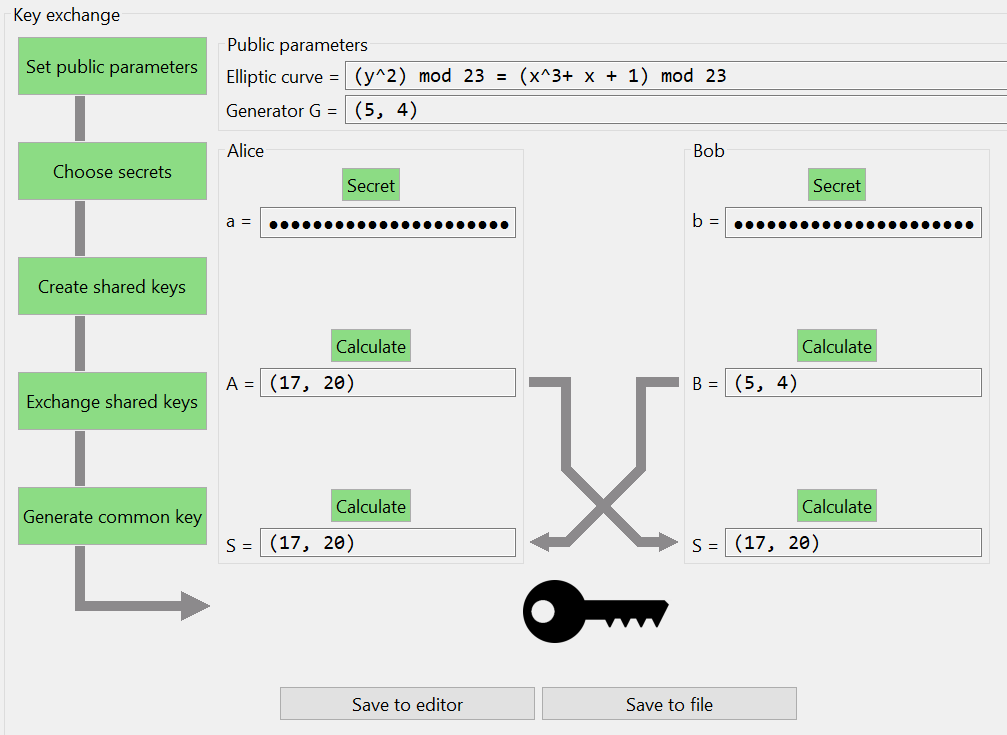 Key exchange
Set public parameters
Choose secrets
Create shared keys
Exchange shared keys
Generate common key
Public parameters
Elliptic curve = (y^2) mod 23 = (x^3+ x + 1) mod 23
Generator G = (5, 4)
Alice
Secret
a = ●●●●●●●●●●●●●●●●●●●●●●
Calculate
A = (17, 20)
Calculate
S = (17, 20)
Bob
Secret
b = ●●●●●●●●●●●●●●●●●●●●●●
Calculate
B = (5, 4)
Calculate
S = (17, 20)
Save to editor
Save to file